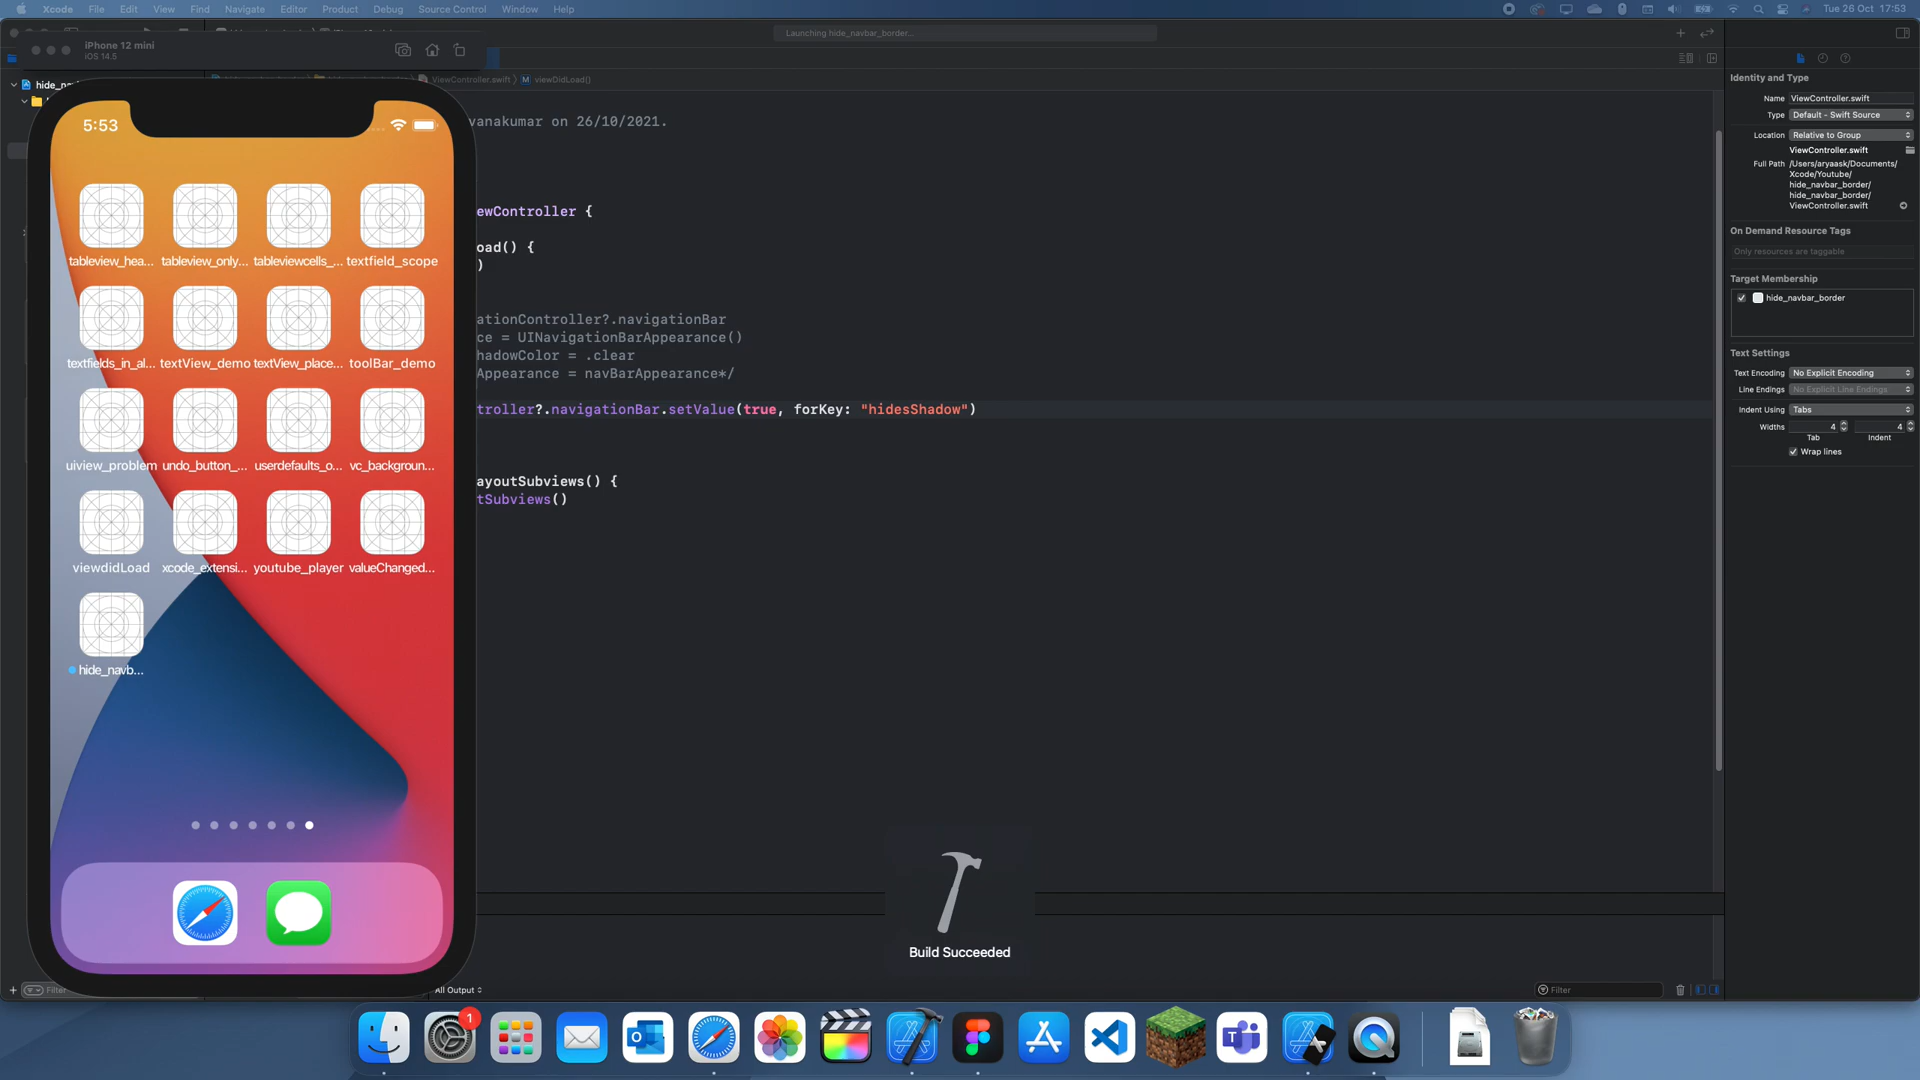 Xcode File Edit View Find Navigate Editor Product Debug Source Control Window Help
Tue 26 Oct 17:53
Launching hide_navbar_border...
iPhone 12 mini
iOS 14.5
ViewController.swift
viewDidLoad()
hide_na
5:53
tableview_hea...
tableview_only...
tableviewcells_...
textfield_scope
textfields_in_al...
textView_demo
textView_place...
toolBar_demo
uiview_problem
undo_button_...
userdefaults_o...
vc_backgroun...
viewdidLoad
xcode_extensi...
youtube_player
valueChanged...
hide_navb...
vanakumar on 26/10/2021.
ewController {
oad() {
)
ationController?.navigationBar
ce = UINavigationBarAppearance()
hadowColor = .clear
Appearance = navBarAppearance*/
troller?.navigationBar.setValue(true, forKey: "hidesShadow")
ayoutSubviews() {
tSubviews()
Build Succeeded
Filter
All Output
Filter
Identity and Type
Name ViewController.swift
Type Default - Swift Source
Location Relative to Group
ViewController.swift
Full Path /Users/aryaask/Documents/
Xcode/Youtube/
hide_navbar_border/
hide_navbar_border/
ViewController.swift
On Demand Resource Tags
Only resources are taggable
Target Membership
hide_navbar_border
Text Settings
Text Encoding No Explicit Encoding
Line Endings No Explicit Line Endings
Indent Using Tabs
Widths 4 4
Tab Indent
Wrap lines
1